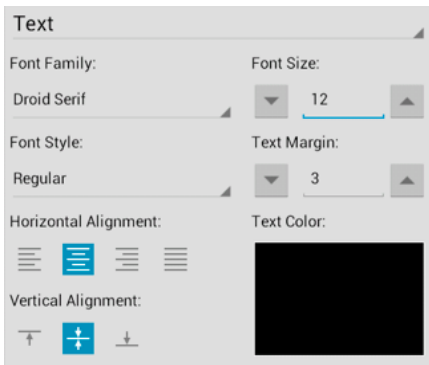 Text
Font Family:
Font Size:
Droid Serif
12
Font Style:
Text Margin:
Regular
3
Horizontal Alignment:
Text Color:
Vertical Alignment: